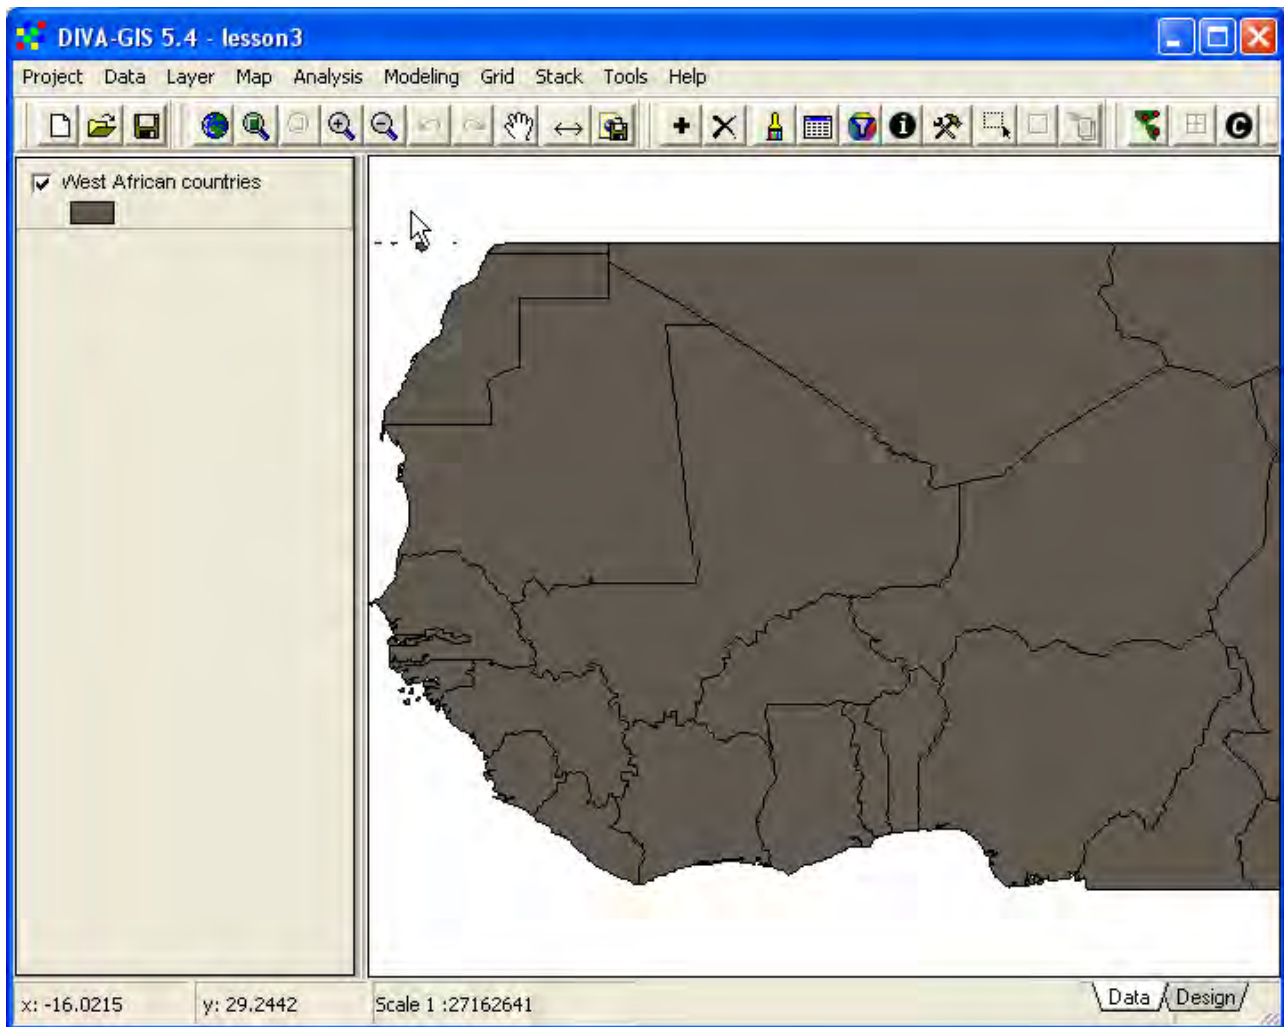 DIVA-GIS 5.4 - lesson3
Project Data Layer Map Analysis Modeling Grid Stack Tools Help
West African countries
x: -16.0215 y: 29.2442 Scale 1 :27162641 Data Design